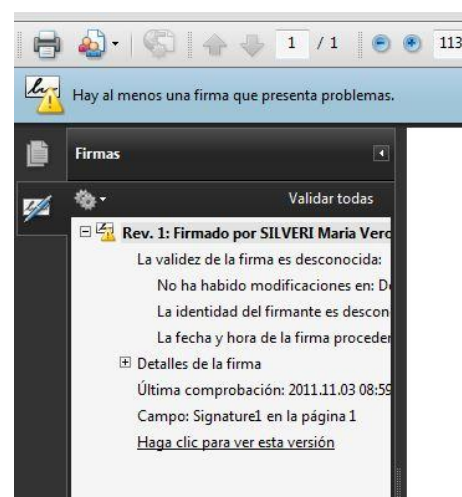 1 / 1 113
Hay al menos una firma que presenta problemas.
Firmas
Validar todas
Rev. 1: Firmado por SILVERI Maria
La validez de la firma es desconocida:
No ha habido modificaciones en:
La identidad del firmante es
La fecha y hora de la firma
Detalles de la firma
Última comprobación: 2011.11.03 08:59
Campo: Signature1 en la página 1
Haga clic para ver esta versión